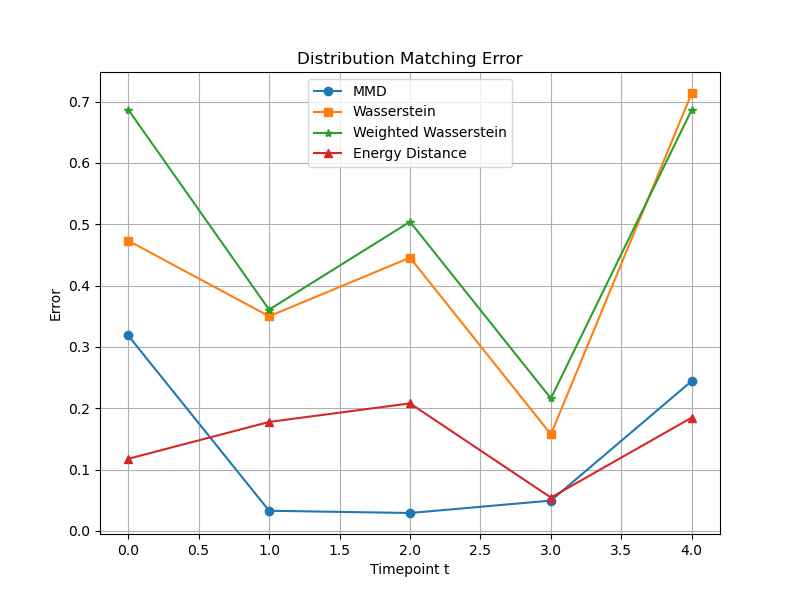 Distribution Matching Error
MMD
Wasserstein
Weighted Wasserstein
Energy Distance
Error
0.7
0.6
0.5
0.4
0.3
0.2
0.1
0.0
0.0 0.5 1.0 1.5 2.0 2.5 3.0 3.5 4.0
Timepoint t